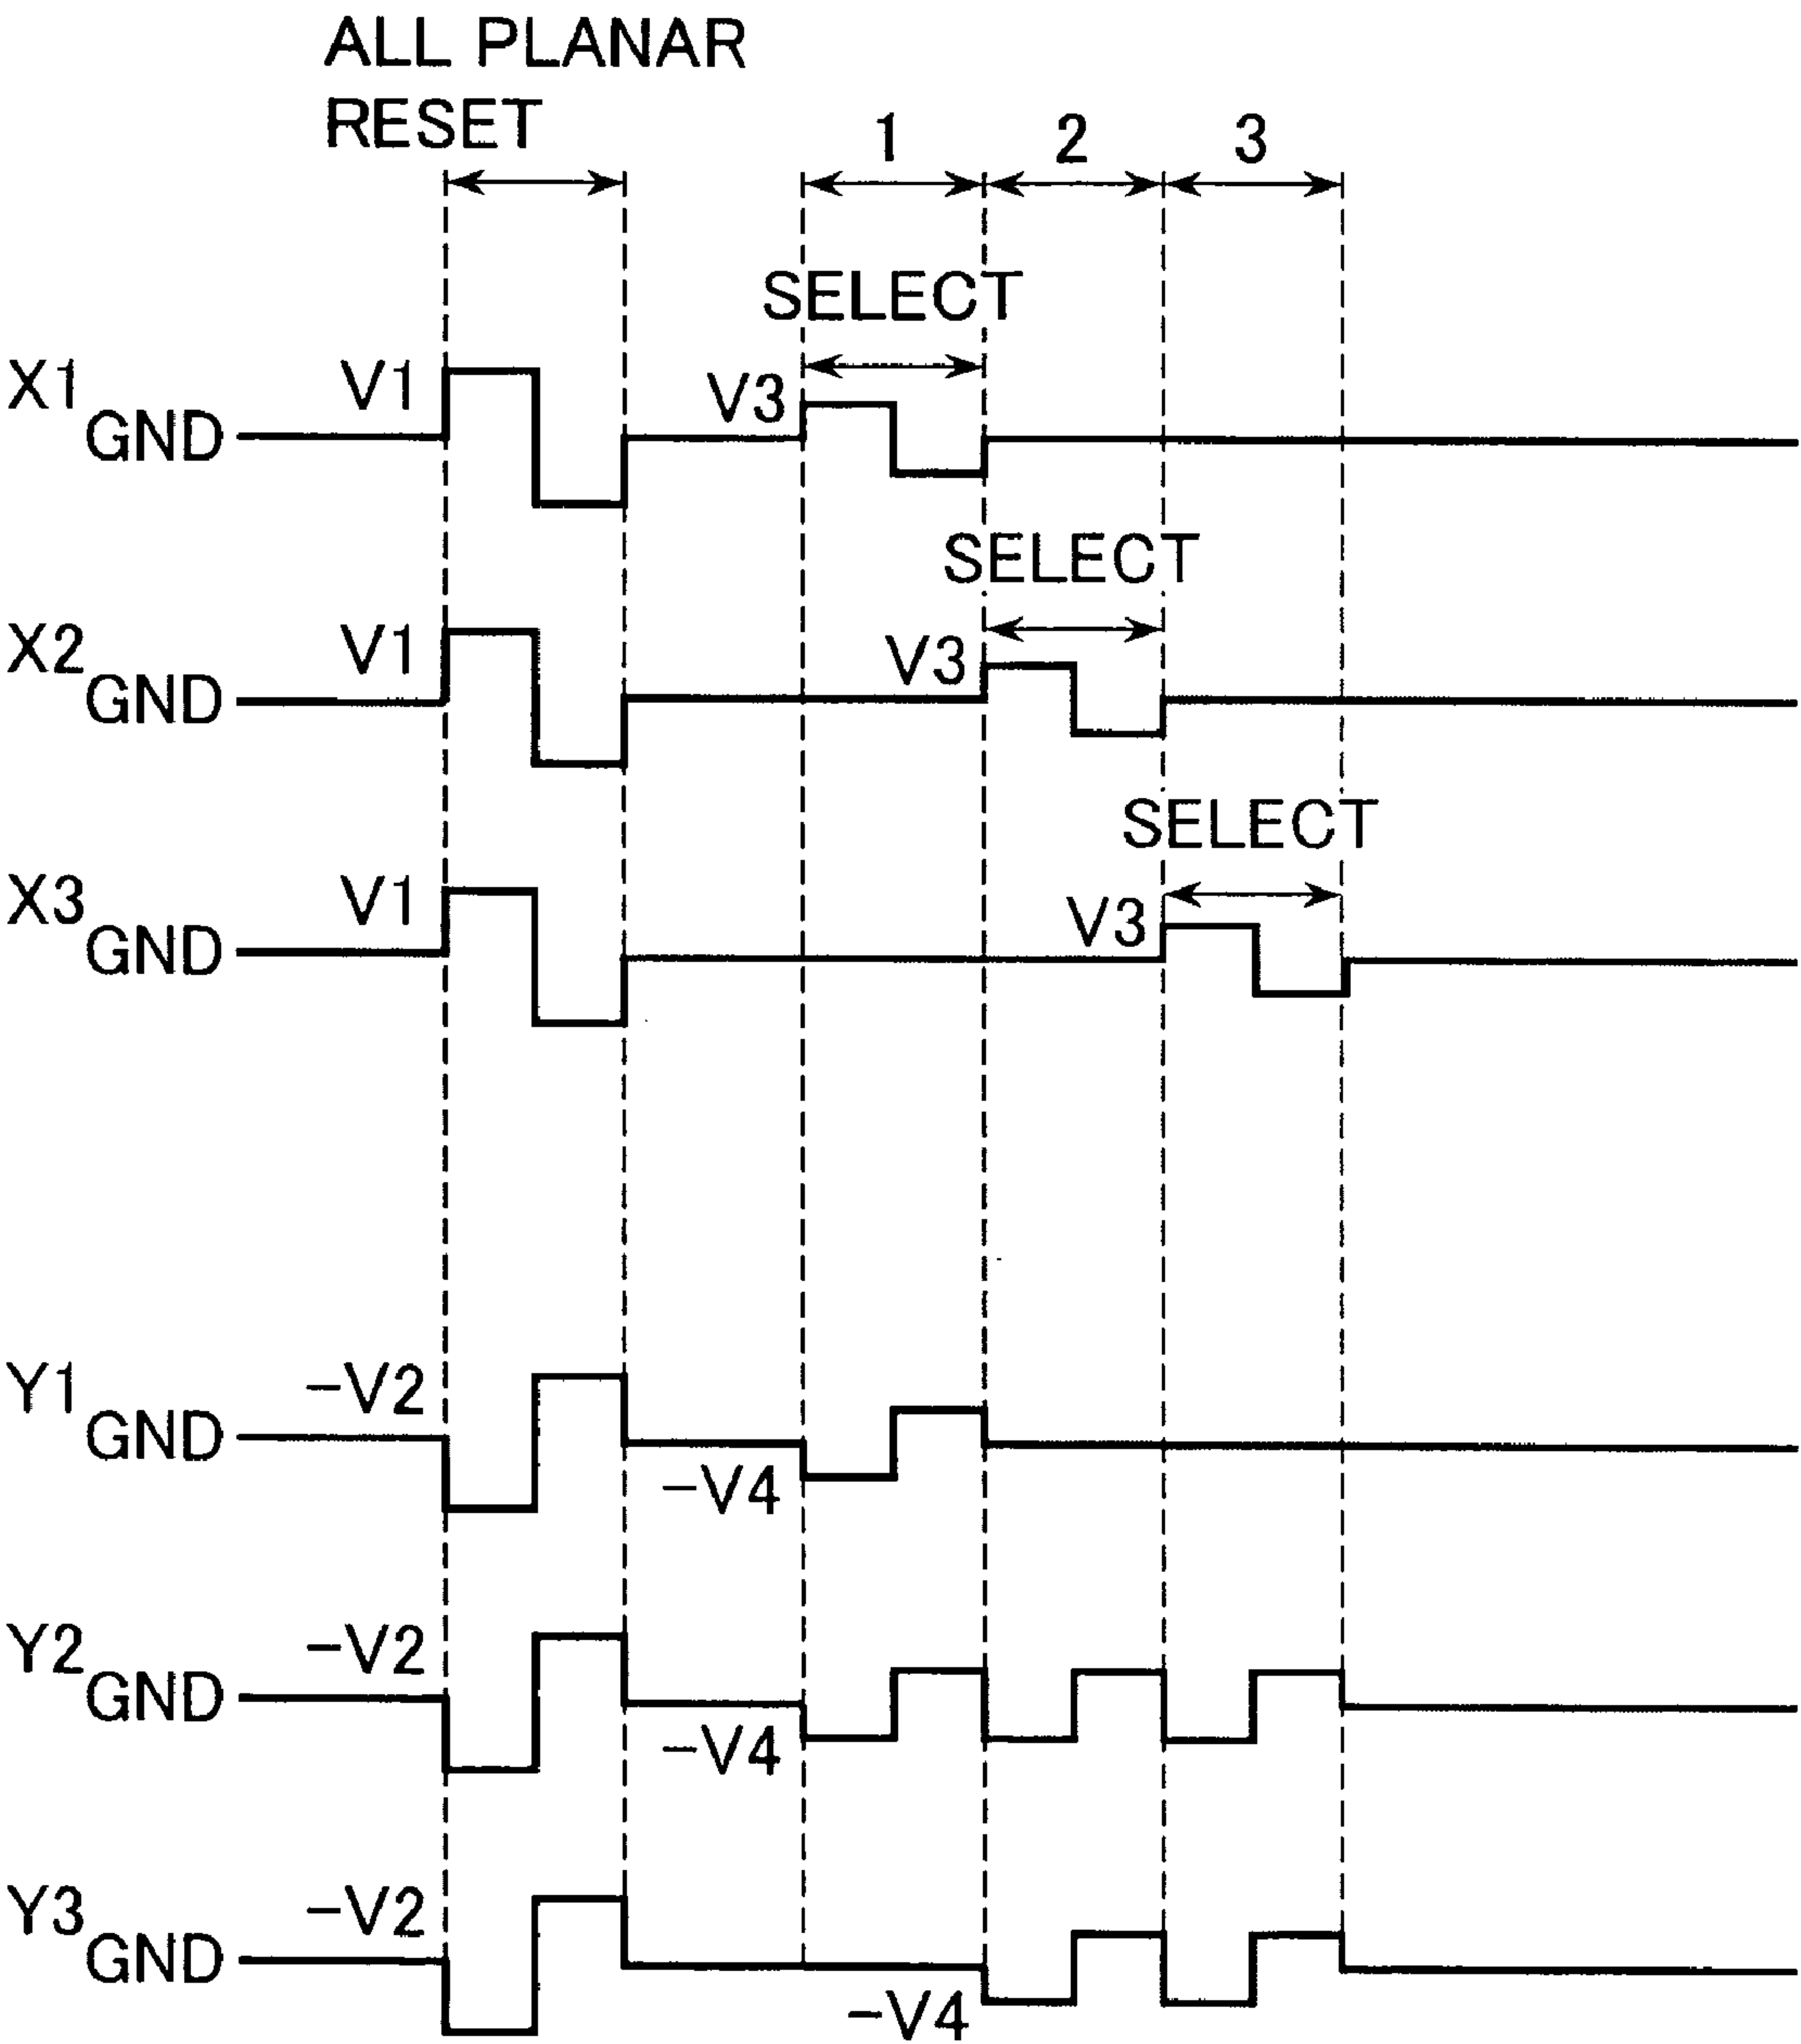 ALL PLANAR
RESET
1 2 3
SELECT
X1 GND V1 V3
SELECT
X2 GND V1 V3
SELECT
X3 GND V1 V3
Y1 GND -V2 -V4
Y2 GND -V2 -V4
Y3 GND -V2 -V4